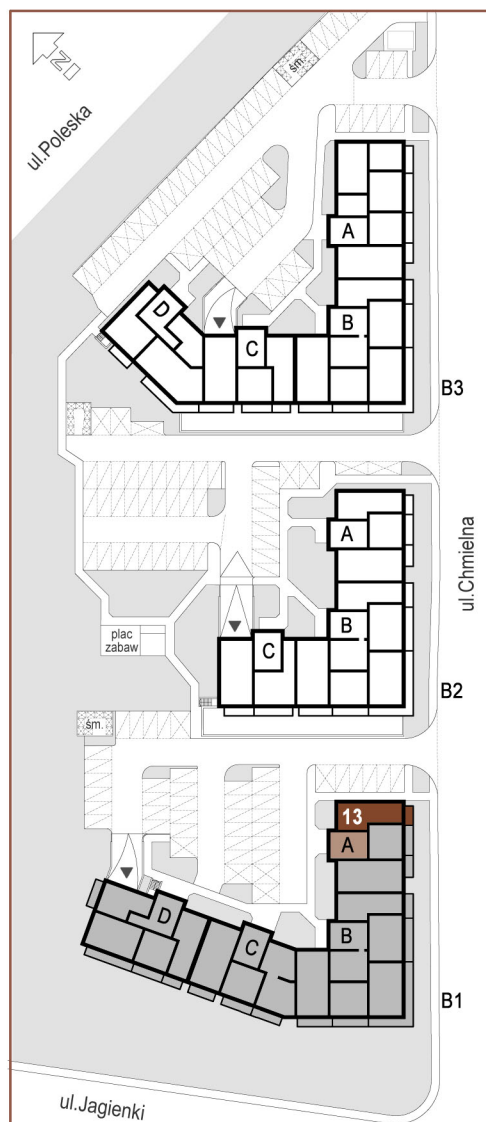 N
śm.
ul.Poleska
A
D
B
C
B3
A
ul.Chmielna
B
plac
zabaw
C
B2
śm.
13
A
D
B
C
B1
ul.Jagienki